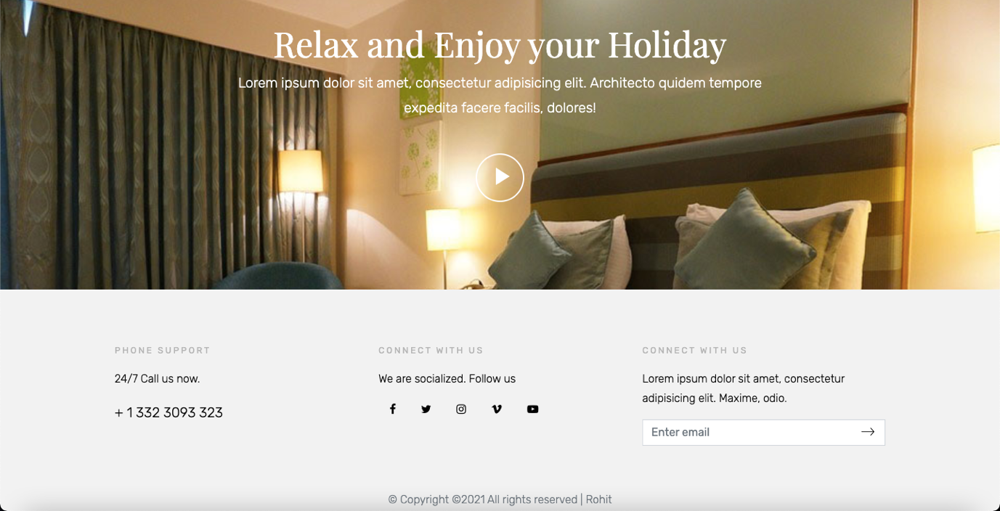 Relax and Enjoy your Holiday
Lorem ipsum dolor sit amet, consectetur adipisicing elit. Architecto quidem tempore
expedita facere facilis, dolores!
PHONE SUPPORT
24/7 Call us now.
+ 1 332 3093 323
CONNECT WITH US
We are socialized. Follow us
CONNECT WITH US
Lorem ipsum dolor sit amet, consectetur
adipisicing elit. Maxime, odio.
Enter email
© Copyright ©2021 All rights reserved | Rohit